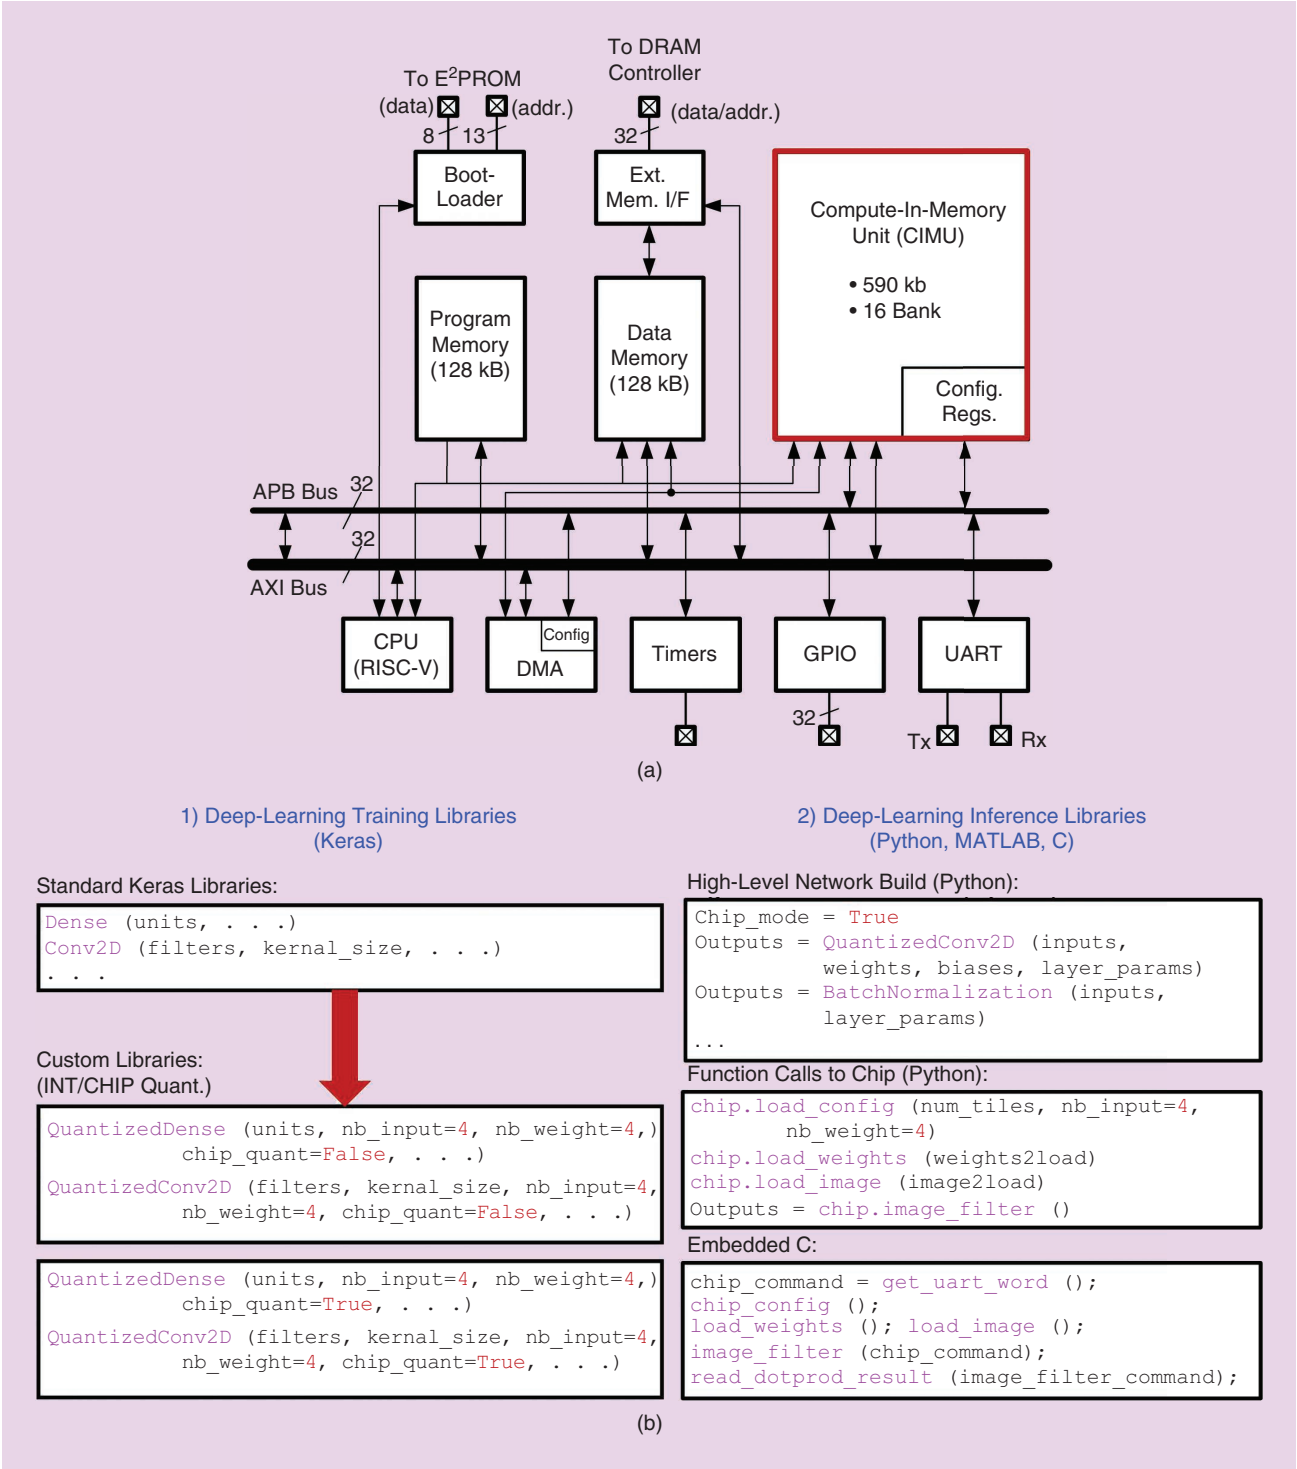 To DRAM
Controller
To E²PROM
(data)
(addr.)
(data/addr.)
8
13
32
Boot-
Loader
Ext.
Mem. I/F
Compute-In-Memory
Unit (CIMU)
• 590 kb
• 16 Bank
Program
Memory
(128 kB)
Data
Memory
(128 kB)
Config.
Regs.
APB Bus
32
32
AXI Bus
CPU
(RISC-V)
Config
DMA
Timers
GPIO
UART
32
Tx
Rx
(a)
1) Deep-Learning Training Libraries
(Keras)
Standard Keras Libraries:
Dense (units, . . .)
Conv2D (filters, kernal_size, . . .)
. . .
Custom Libraries:
(INT/CHIP Quant.)
QuantizedDense (units, nb_input=4, nb_weight=4,)
chip_quant=False, . . .)
QuantizedConv2D (filters, kernal_size, nb_input=4,
nb_weight=4, chip_quant=False, . . .)
QuantizedDense (units, nb_input=4, nb_weight=4,)
chip_quant=True, . . .)
QuantizedConv2D (filters, kernal_size, nb_input=4,
nb_weight=4, chip_quant=True, . . .)
2) Deep-Learning Inference Libraries
(Python, MATLAB, C)
High-Level Network Build (Python):
Chip_mode = True
Outputs = QuantizedConv2D (inputs,
weights, biases, layer_params)
Outputs = BatchNormalization (inputs,
layer_params)
...
Function Calls to Chip (Python):
chip.load_config (num_tiles, nb_input=4,
nb_weight=4)
chip.load_weights (weights2load)
chip.load_image (image2load)
Outputs = chip.image_filter ()
Embedded C:
chip_command = get_uart_word ();
chip_config ();
load_weights (); load_image ();
image_filter (chip_command);
read_dotprod_result (image_filter_command);
(b)